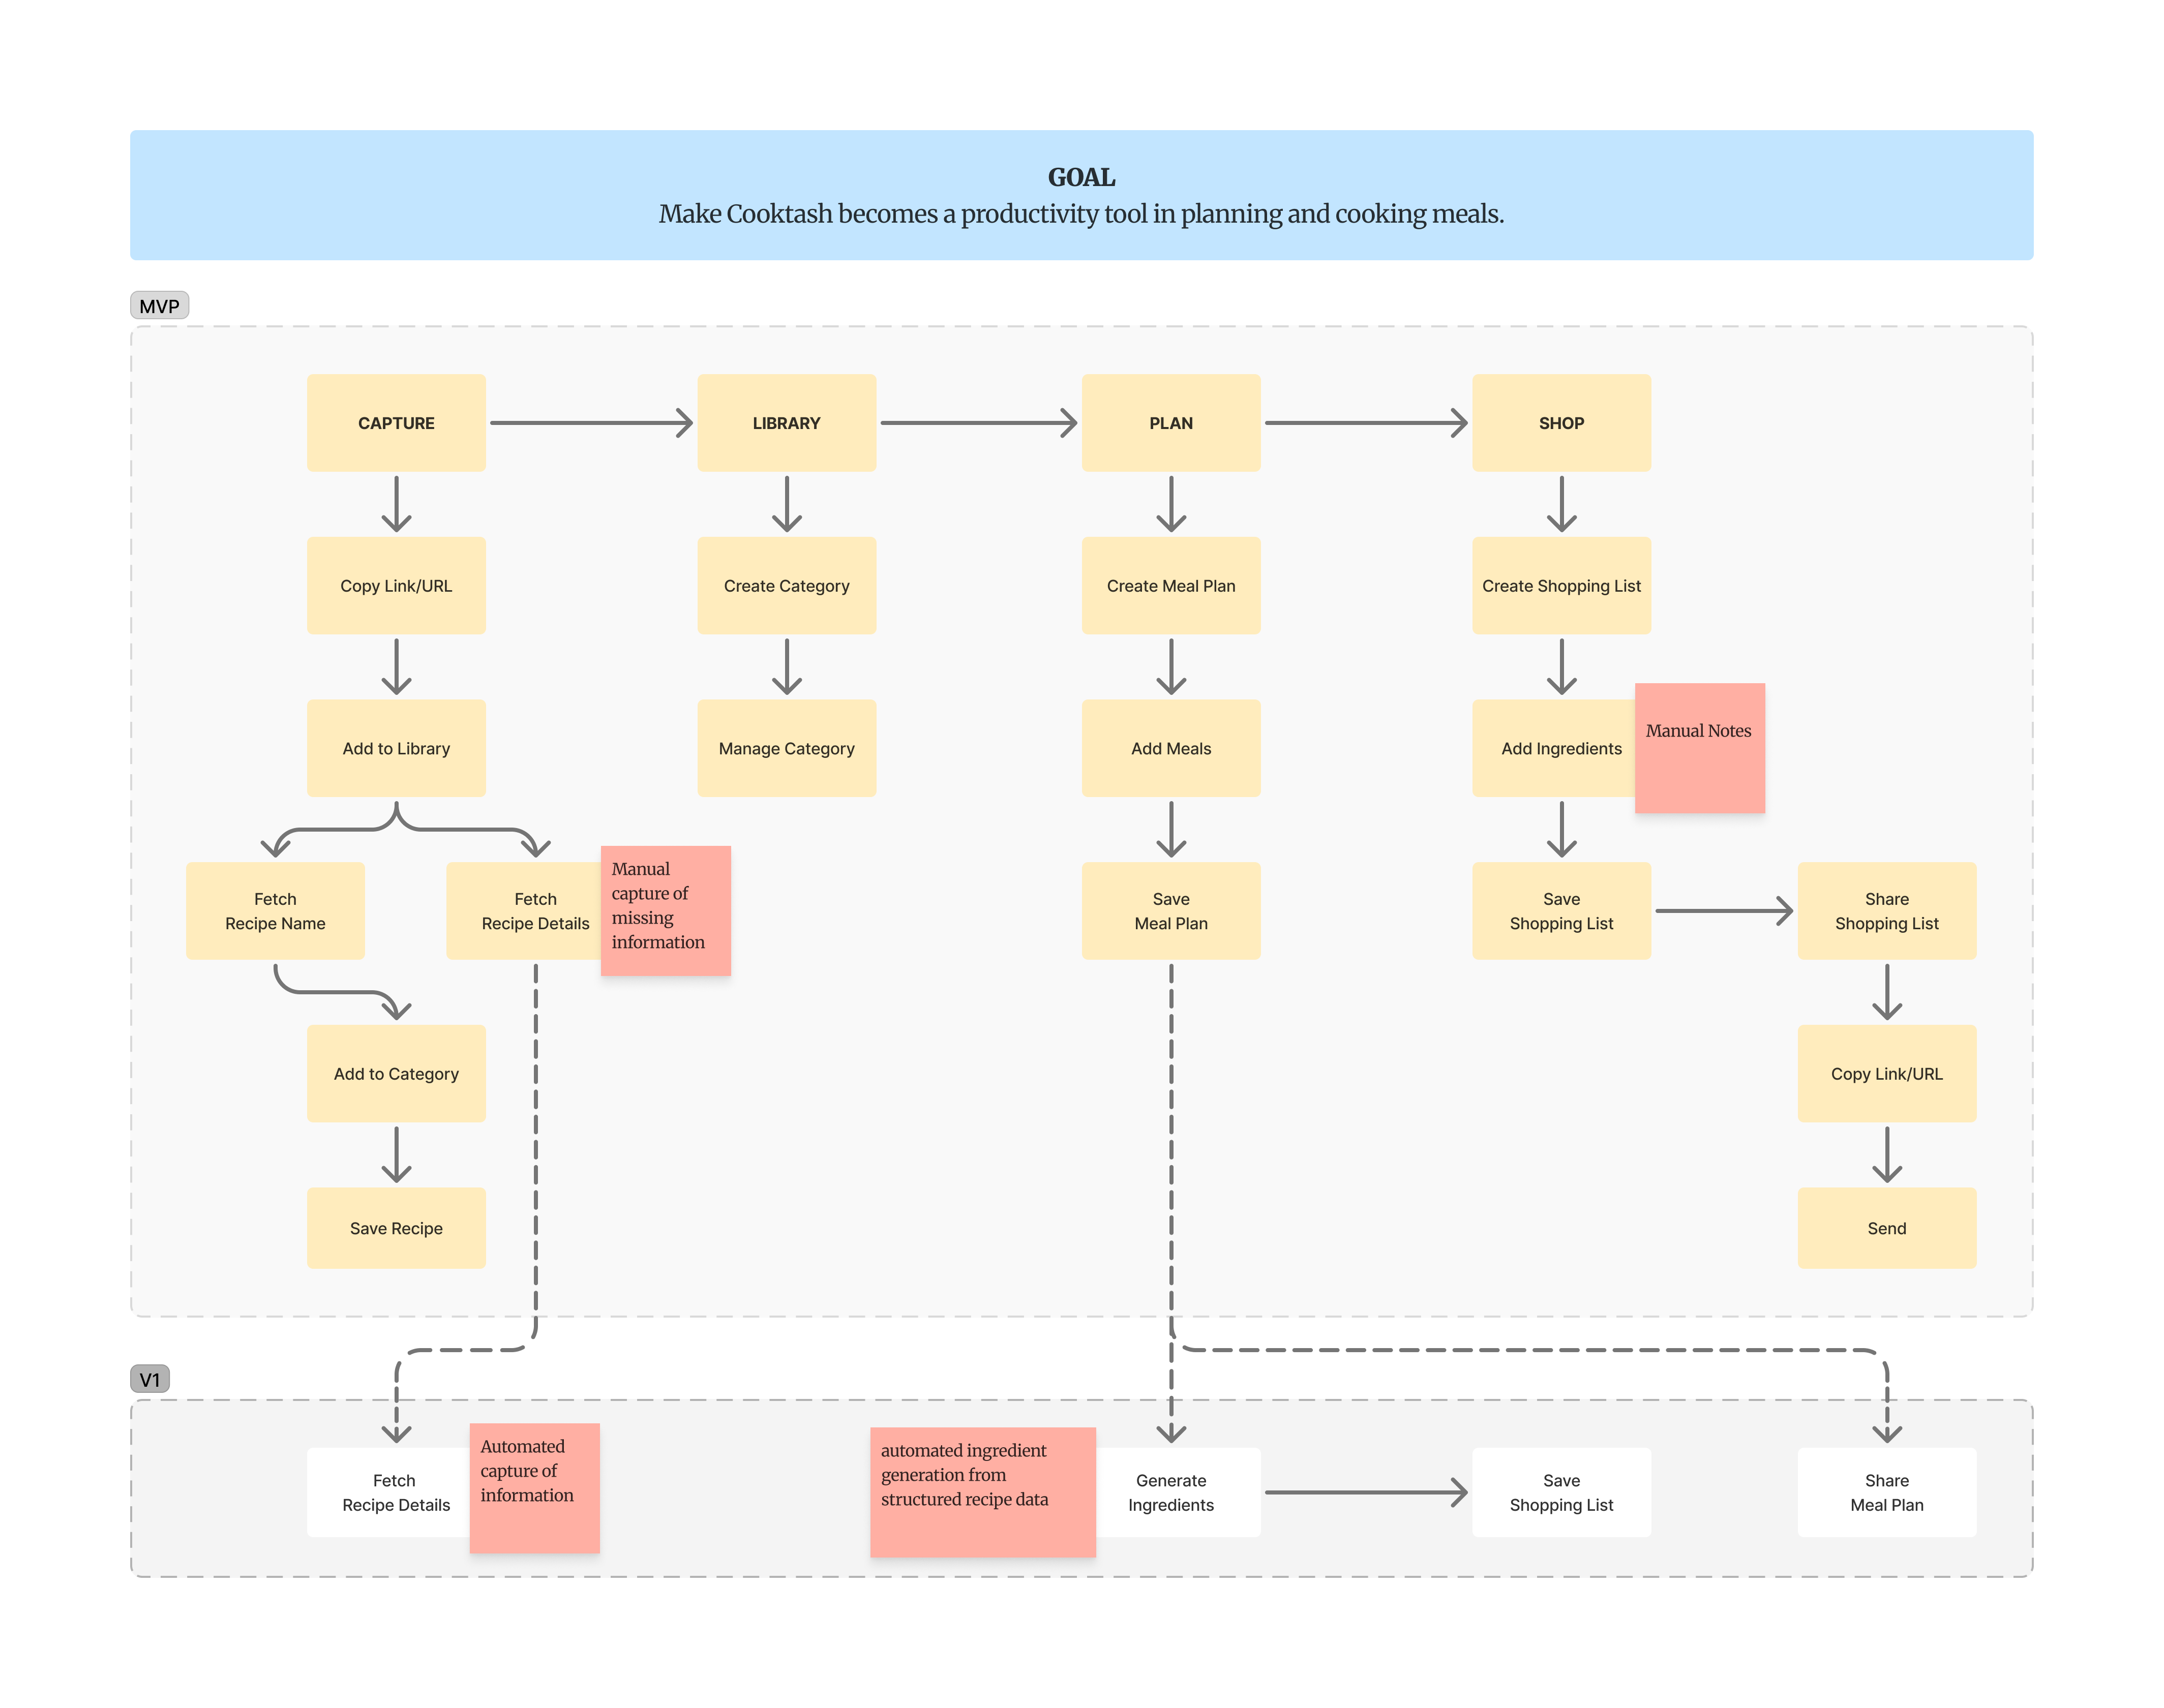 GOAL
Make Cooktash becomes a productivity tool in planning and cooking meals.
MVP
CAPTURE
LIBRARY
PLAN
SHOP
Copy Link/URL
Create Category
Create Meal Plan
Create Shopping List
Add to Library
Manage Category
Add Meals
Add Ingredients
Manual Notes
Fetch
Recipe Name
Fetch
Recipe Details
Manual
capture of
missing
information
Save
Meal Plan
Save
Shopping List
Share
Shopping List
Add to Category
Copy Link/URL
Save Recipe
Send
V1
Fetch
Recipe Details
Automated
capture of
information
automated ingredient
generation from
structured recipe data
Generate
Ingredients
Save
Shopping List
Share
Meal Plan